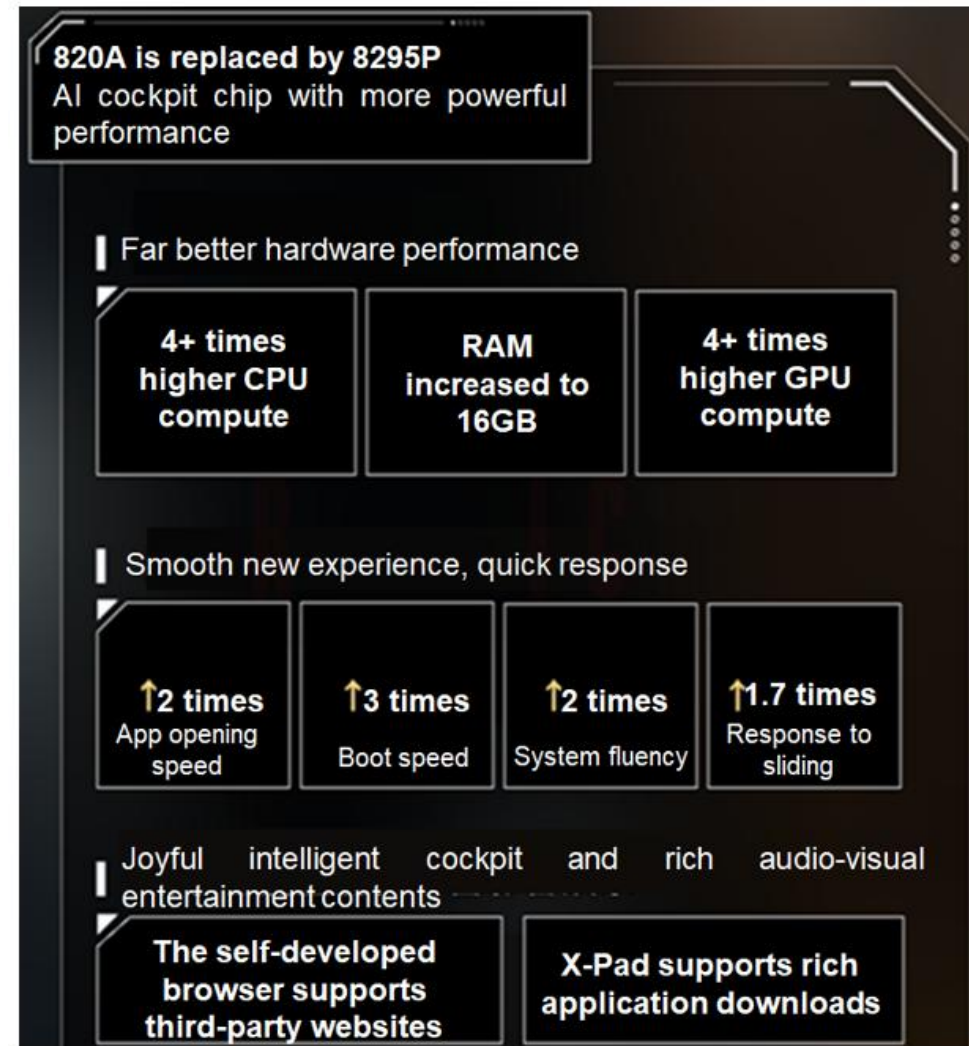 820A is replaced by 8295P
AI cockpit chip with more powerful
performance
Far better hardware performance
4+ times
higher CPU
compute
RAM
increased to
16GB
4+ times
higher GPU
compute
Smooth new experience, quick response
↑2 times
App opening
speed
↑3 times
Boot speed
↑2 times
System fluency
↑1.7 times
Response to
sliding
Joyful intelligent cockpit and rich audio-visual
entertainment contents
The self-developed
browser supports
third-party websites
X-Pad supports rich
application downloads